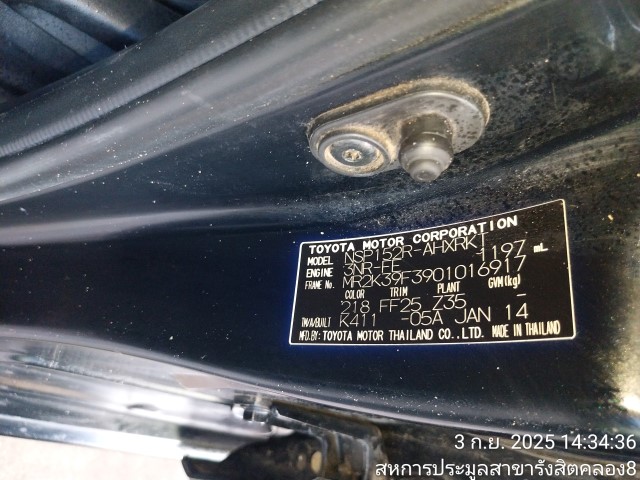 TOYOTA MOTOR CORPORATION
MODEL NSP152R-AHXRKT
ENGINE 3NR-FE 1197 mL
FRAME No. MR2K39F3901016917
COLOR TRIM PLANT GVM(kg)
218 FF25 Z35 -
T/W/A/BUILT K411 -05A JAN 14
MFD.BY: TOYOTA MOTOR THAILAND CO.,LTD. MADE IN THAILAND
3 ก.ย. 2025 14:34:36
สหการประมูลสาขารังสิตคลอง8